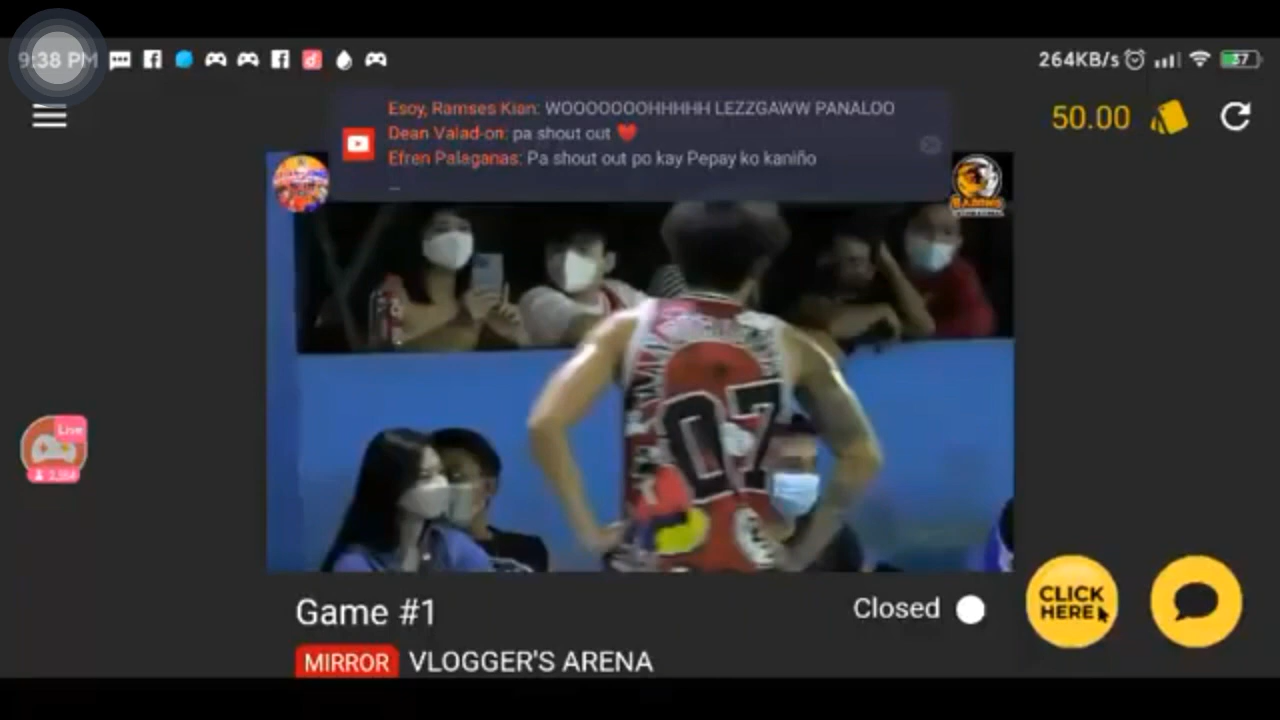 9:38 PM
264KB/s
37
Esoy, Ramses Kian: WOOOOOOOHHHHH LEZZGAWW PANALOO
Dean Valad-on: pa shout out ❤️
Efren Palaganas: Pa shout out po kay Pepay ko kaniño
...
50.00
07
Live
Game #1
Closed
CLICK
HERE
MIRROR VLOGGER'S ARENA